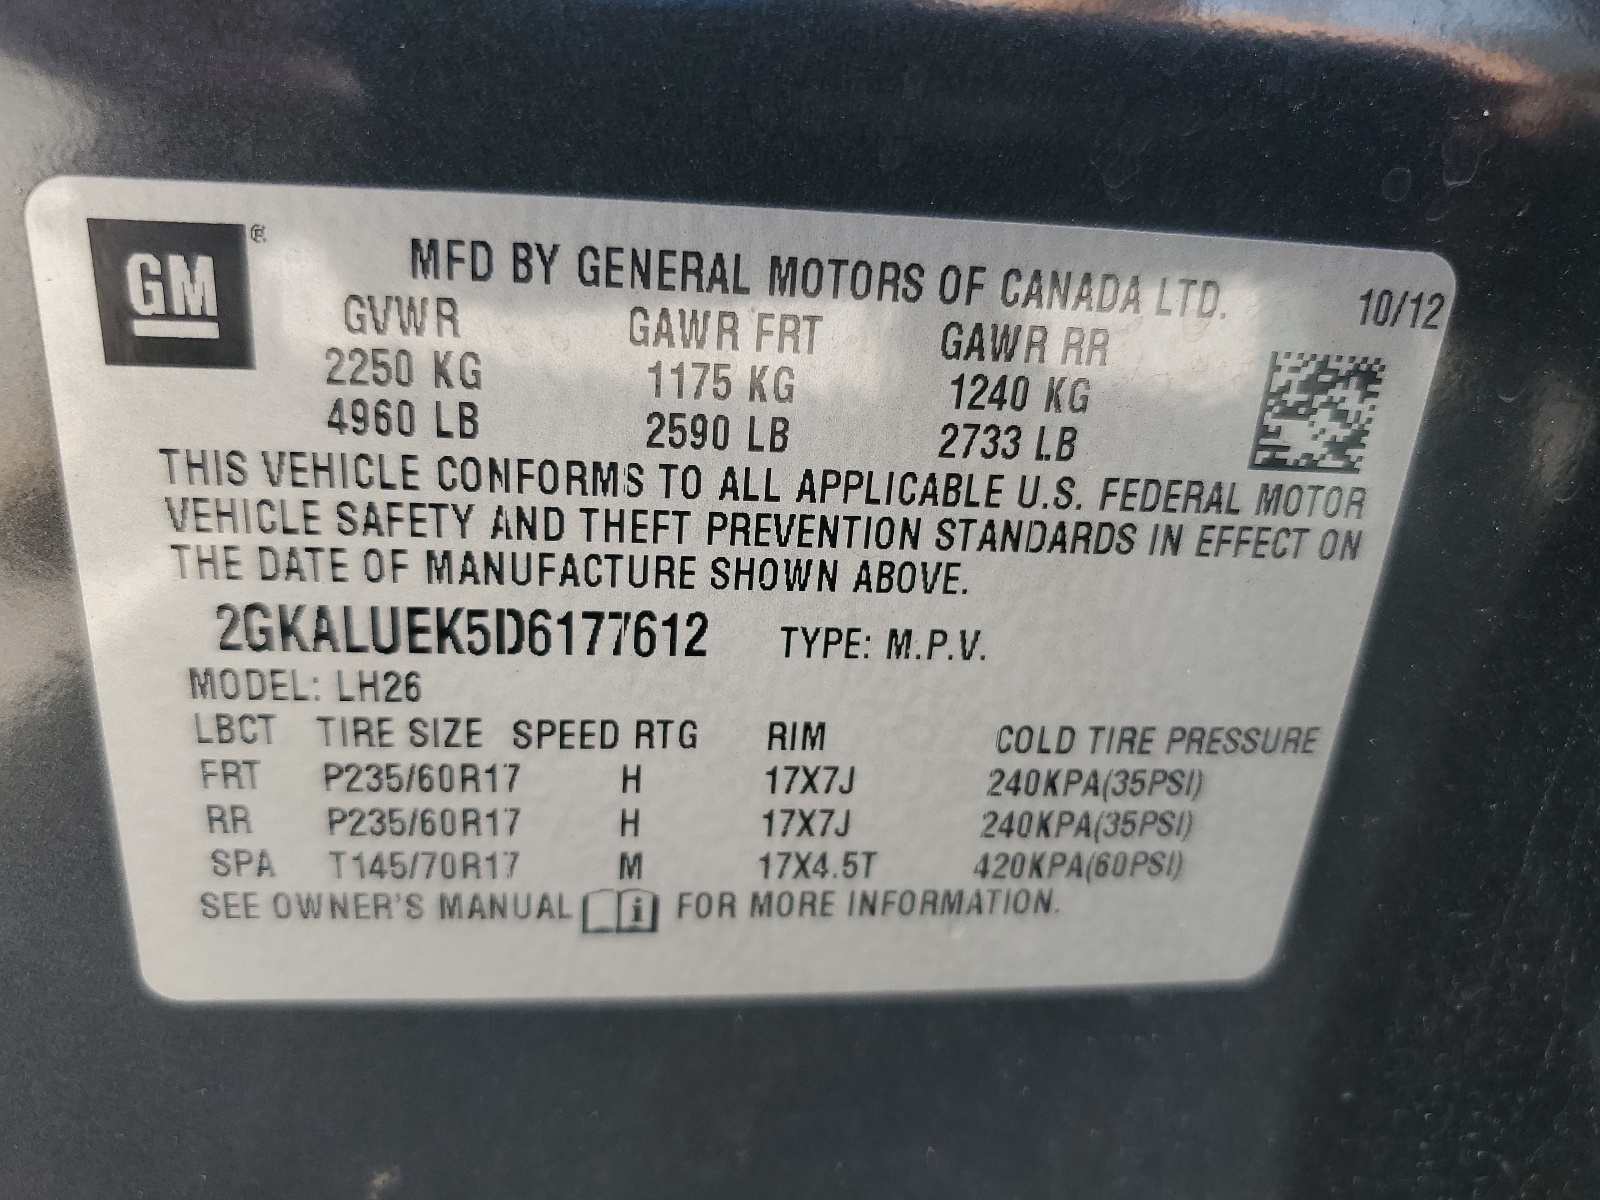 GM ®
MFD BY GENERAL MOTORS OF CANADA LTD.
10/12
GVWR GAWR FRT GAWR RR
2250 KG 1175 KG 1240 KG
4960 LB 2590 LB 2733 LB
THIS VEHICLE CONFORMS TO ALL APPLICABLE U.S. FEDERAL MOTOR
VEHICLE SAFETY AND THEFT PREVENTION STANDARDS IN EFFECT ON
THE DATE OF MANUFACTURE SHOWN ABOVE.
2GKALUEK5D6177612 TYPE: M.P.V.
MODEL: LH26
LBCT TIRE SIZE SPEED RTG RIM COLD TIRE PRESSURE
FRT P235/60R17 H 17X7J 240KPA(35PSI)
RR P235/60R17 H 17X7J 240KPA(35PSI)
SPA T145/70R17 M 17X4.5T 420KPA(60PSI)
SEE OWNER'S MANUAL i FOR MORE INFORMATION.